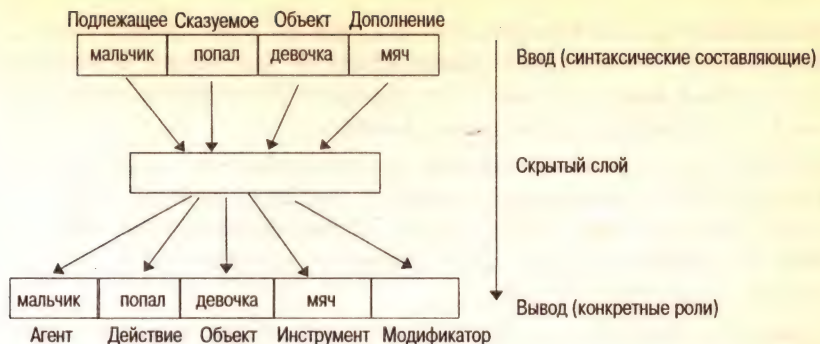 Подлежащее Сказуемое Объект Дополнение
мальчик попал девочка мяч
Ввод (синтаксические составляющие)
Скрытый слой
мальчик попал девочка мяч
Вывод (конкретные роли)
Агент Действие Объект Инструмент Модификатор